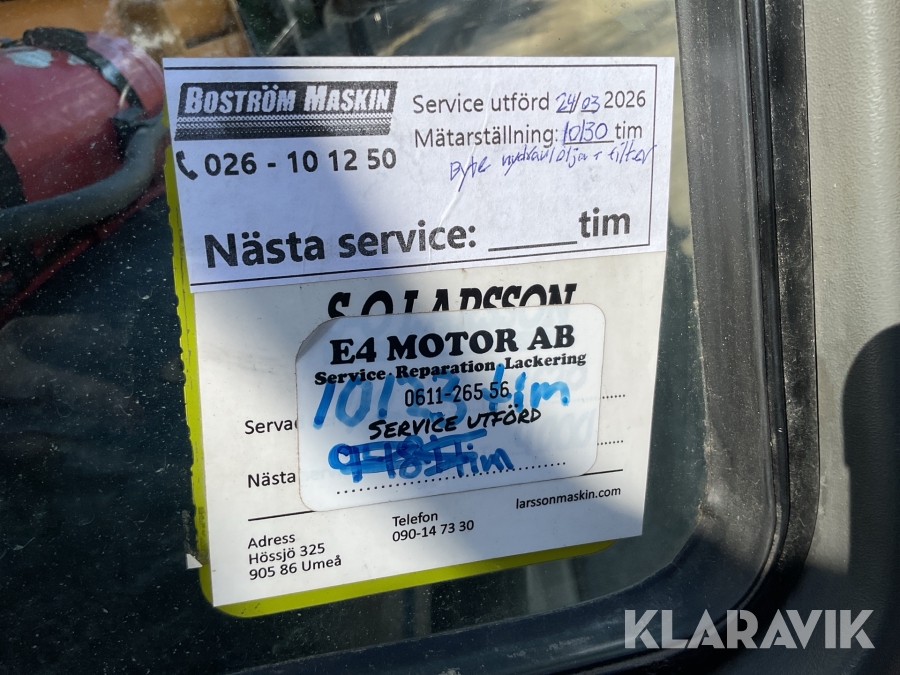 BOSTRÖM MASKIN
026 - 10 12 50
Service utförd 24/03 2026
Mätarställning: 10130 tim
Byte hydraulolja + filter
Nästa service: ______ tim
S.O LARSSON
E4 MOTOR AB
Service · Reparation · Lackering
0611-265 56
10123 tim
SERVICE UTFÖRD
tim
Serva
Nästa
larssonmaskin.com
Adress
Hössjö 325
905 86 Umeå
Telefon
090-14 73 30
KLARAVIK